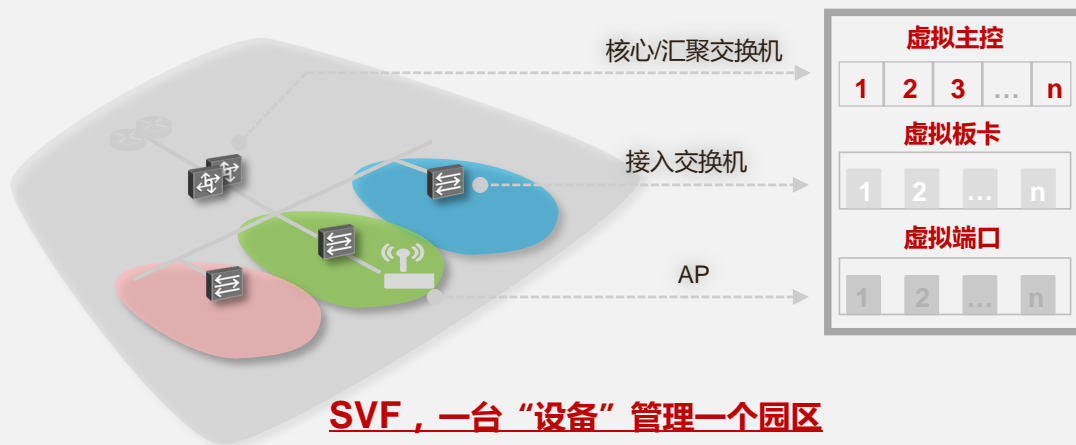 虚拟主控
核心/汇聚交换机
1 2 3 … n
虚拟板卡
接入交换机
1 2 … n
虚拟端口
AP
1 2 … n
SVF，一台“设备”管理一个园区